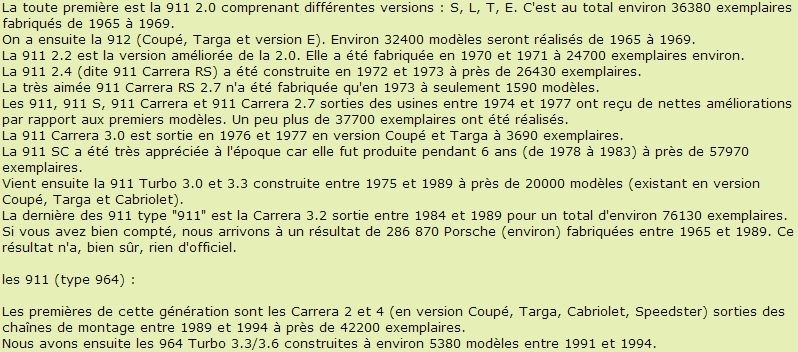 La toute première est la 911 2.0 comprenant différentes versions : S, L, T, E. C'est au total environ 36380 exemplaires
fabriqués de 1965 à 1969.
On a ensuite la 912 (Coupé, Targa et version E). Environ 32400 modèles seront réalisés de 1965 à 1969.
La 911 2.2 est la version améliorée de la 2.0. Elle a été fabriquée en 1970 et 1971 à 24700 exemplaires environ.
La 911 2.4 (dite 911 Carrera RS) a été construite en 1972 et 1973 à près de 26430 exemplaires.
La très aimée 911 Carrera RS 2.7 n'a été fabriquée qu'en 1973 à seulement 1590 modèles.
Les 911, 911 S, 911 Carrera et 911 Carrera 2.7 sorties des usines entre 1974 et 1977 ont reçu de nettes améliorations
par rapport aux premiers modèles. Un peu plus de 37700 exemplaires ont été réalisés.
La 911 Carrera 3.0 est sortie en 1976 et 1977 en version Coupé et Targa à 3690 exemplaires.
La 911 SC a été très appréciée à l'époque car elle fut produite pendant 6 ans (de 1978 à 1983) à près de 57970
exemplaires.
Vient ensuite la 911 Turbo 3.0 et 3.3 construite entre 1975 et 1989 à près de 20000 modèles (existant en version
Coupé, Targa et Cabriolet).
La dernière des 911 type "911" est la Carrera 3.2 sortie entre 1984 et 1989 pour un total d'environ 76130 exemplaires.
Si vous avez bien compté, nous arrivons à un résultat de 286 870 Porsche (environ) fabriquées entre 1965 et 1989. Ce
résultat n'a, bien sûr, rien d'officiel.
les 911 (type 964) :
Les premières de cette génération sont les Carrera 2 et 4 (en version Coupé, Targa, Cabriolet, Speedster) sorties des
chaînes de montage entre 1989 et 1994 à près de 42200 exemplaires.
Nous avons ensuite les 964 Turbo 3.3/3.6 construites à environ 5380 modèles entre 1991 et 1994.